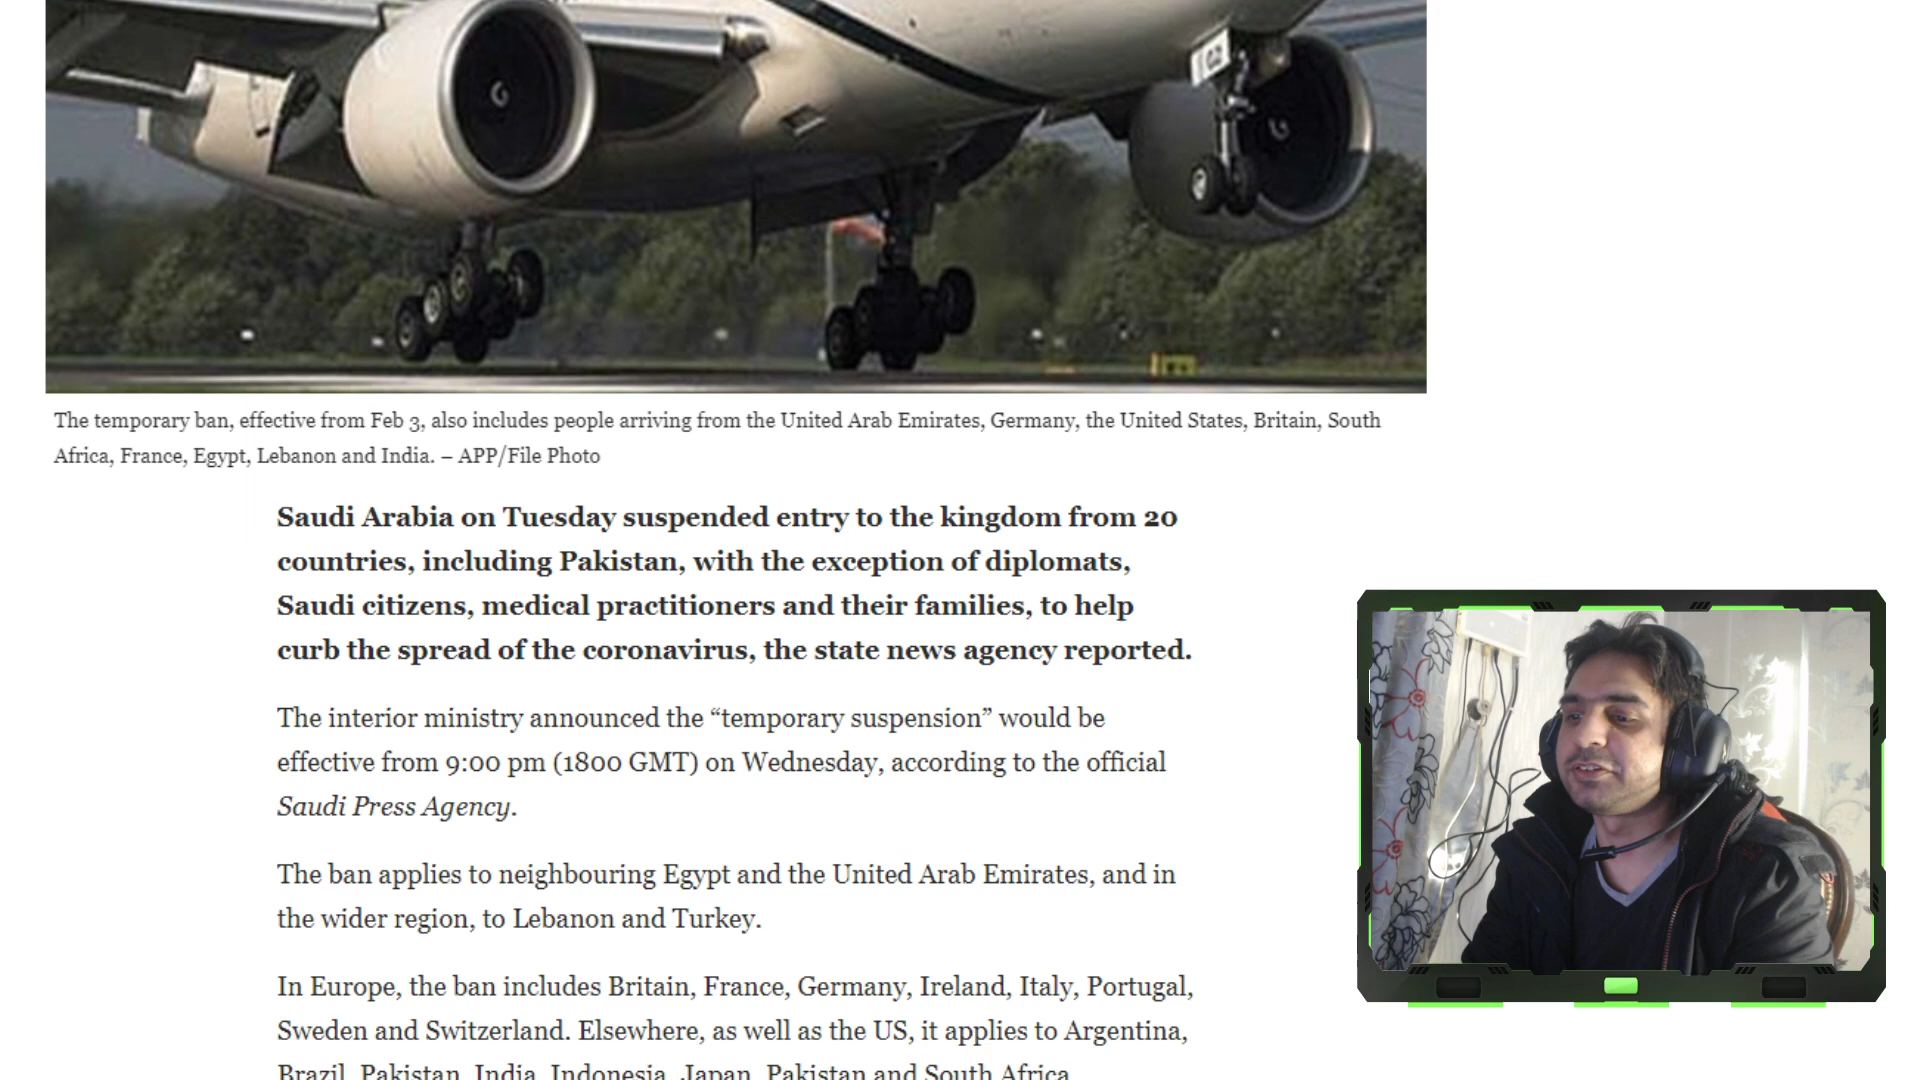 G2
The temporary ban, effective from Feb 3, also includes people arriving from the United Arab Emirates, Germany, the United States, Britain, South
Africa, France, Egypt, Lebanon and India. – APP/File Photo
Saudi Arabia on Tuesday suspended entry to the kingdom from 20
countries, including Pakistan, with the exception of diplomats,
Saudi citizens, medical practitioners and their families, to help
curb the spread of the coronavirus, the state news agency reported.
The interior ministry announced the “temporary suspension” would be
effective from 9:00 pm (1800 GMT) on Wednesday, according to the official
Saudi Press Agency.
The ban applies to neighbouring Egypt and the United Arab Emirates, and in
the wider region, to Lebanon and Turkey.
In Europe, the ban includes Britain, France, Germany, Ireland, Italy, Portugal,
Sweden and Switzerland. Elsewhere, as well as the US, it applies to Argentina,
Brazil, Pakistan, India, Indonesia, Japan, Pakistan and South Africa.